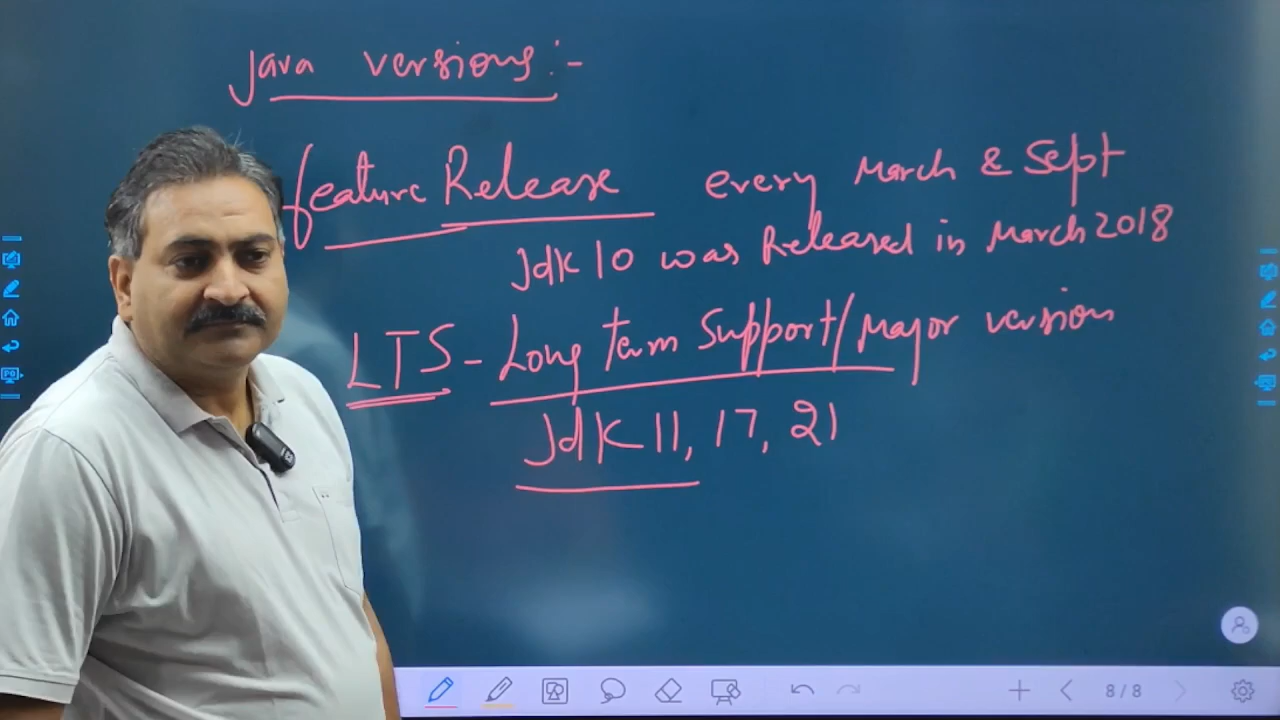 Java versions:-
feature Release every March & Sept
Jdk 10 was Released in March 2018
LTS - Long term Support/Major version
Jdk 11, 17, 21
8/8